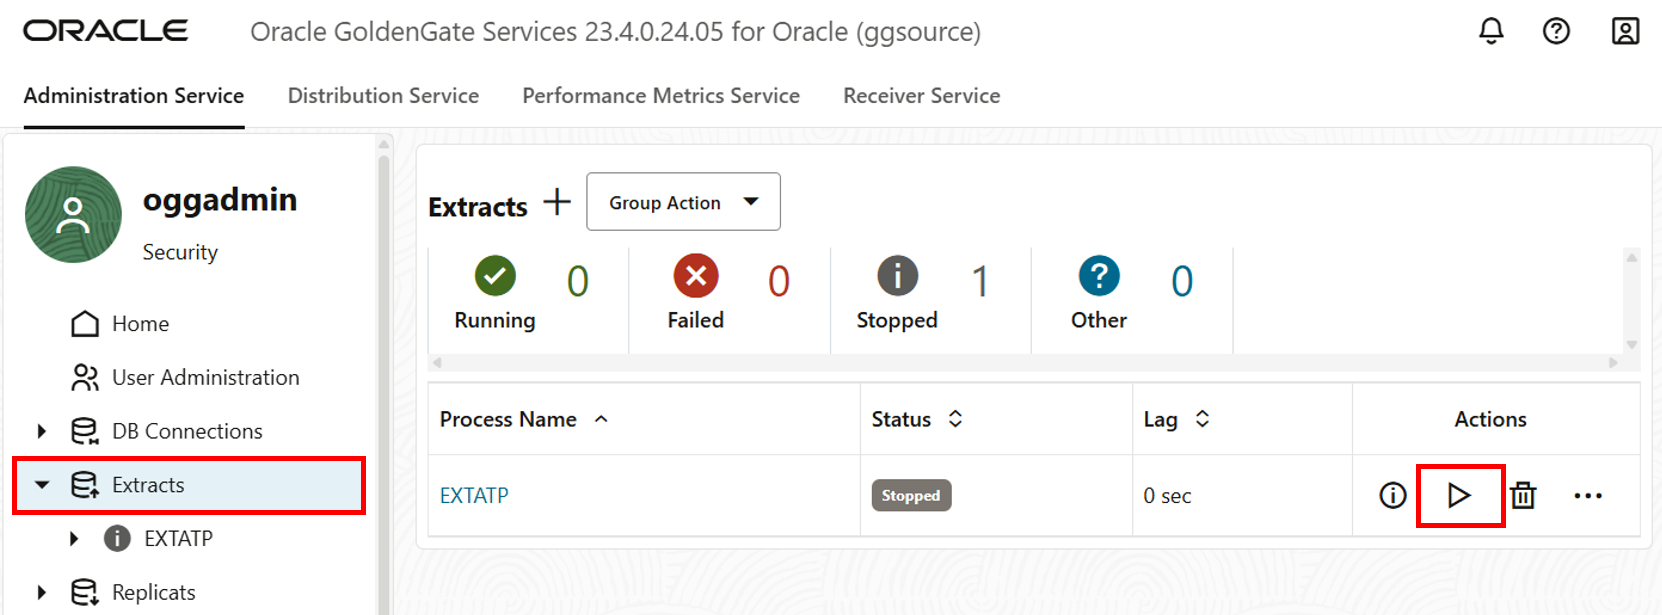 ORACLE
Oracle GoldenGate Services 23.4.0.24.05 for Oracle (ggsource)
Administration Service
Distribution Service
Performance Metrics Service
Receiver Service
oggadmin
Security
Home
User Administration
DB Connections
Extracts
EXTATP
Replicats
Extracts
Group Action
0
Running
0
Failed
1
Stopped
0
Other
Process Name
Status
Lag
Actions
EXTATP
Stopped
0 sec